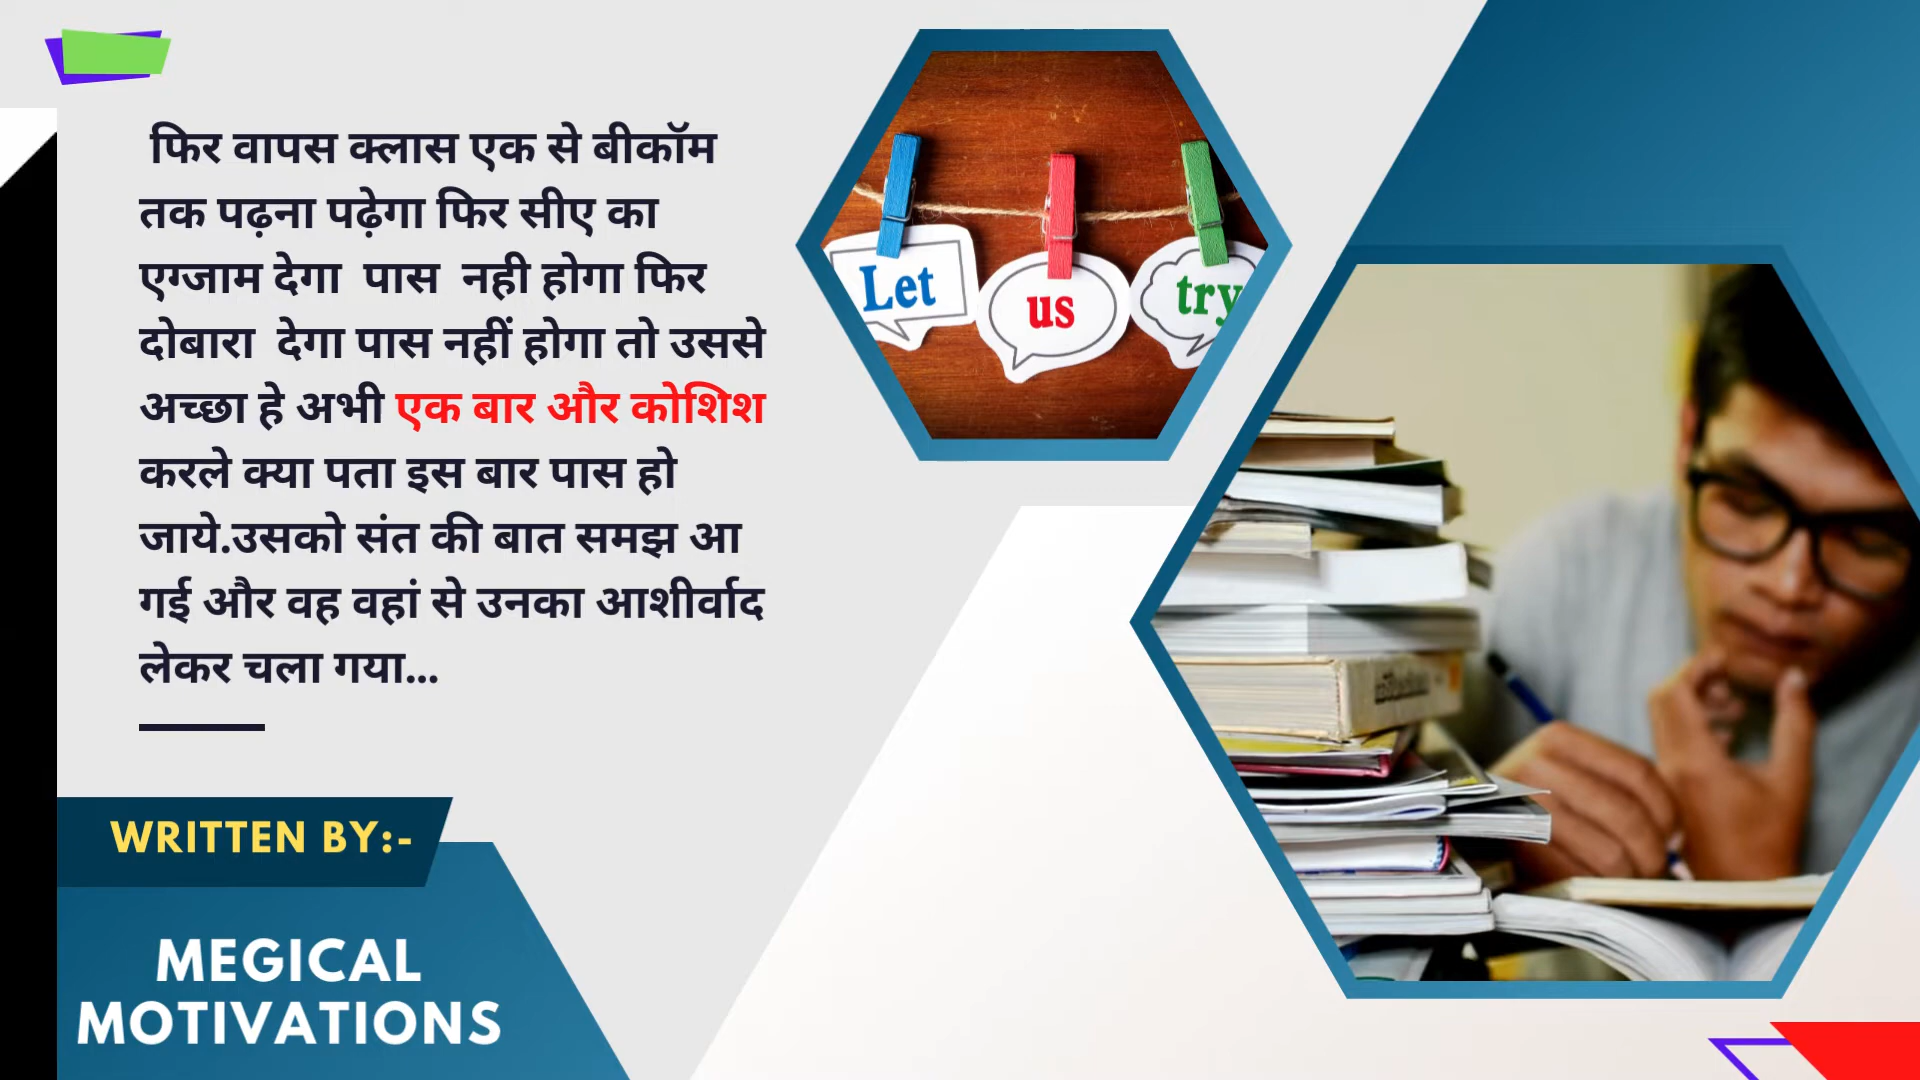 फिर वापस क्लास एक से बीकॉम
तक पढ़ना पढ़ेगा फिर सीए का
एग्जाम देगा पास नही होगा फिर
दोबारा देगा पास नहीं होगा तो उससे
अच्छा हे अभी एक बार और कोशिश
करले क्या पता इस बार पास हो
जाये.उसको संत की बात समझ आ
गई और वह वहां से उनका आशीर्वाद
लेकर चला गया...
Let
us
try
WRITTEN BY:-
MEGICAL
MOTIVATIONS